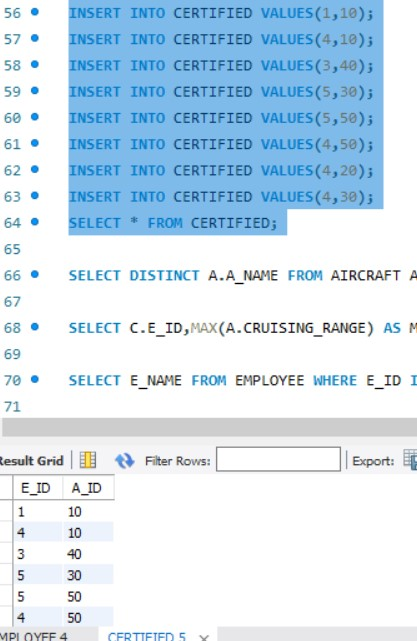 56 INSERT INTO CERTIFIED VALUES(1,10);
57 INSERT INTO CERTIFIED VALUES(4,10);
58 INSERT INTO CERTIFIED VALUES(3,40);
59 INSERT INTO CERTIFIED VALUES(5,30);
60 INSERT INTO CERTIFIED VALUES(5,50);
61 INSERT INTO CERTIFIED VALUES(4,50);
62 INSERT INTO CERTIFIED VALUES(4,20);
63 INSERT INTO CERTIFIED VALUES(4,30);
64 SELECT * FROM CERTIFIED;
65
66 SELECT DISTINCT A.A_NAME FROM AIRCRAFT A
67
68 SELECT C.E_ID,MAX(A.CRUISING_RANGE) AS M
69
70 SELECT E_NAME FROM EMPLOYEE WHERE E_ID I
71
Result Grid Filter Rows: Export:
E_ID A_ID
1 10
4 10
3 40
5 30
5 50
4 50
MPLOYEE 4 CERTIFIED 5 ×